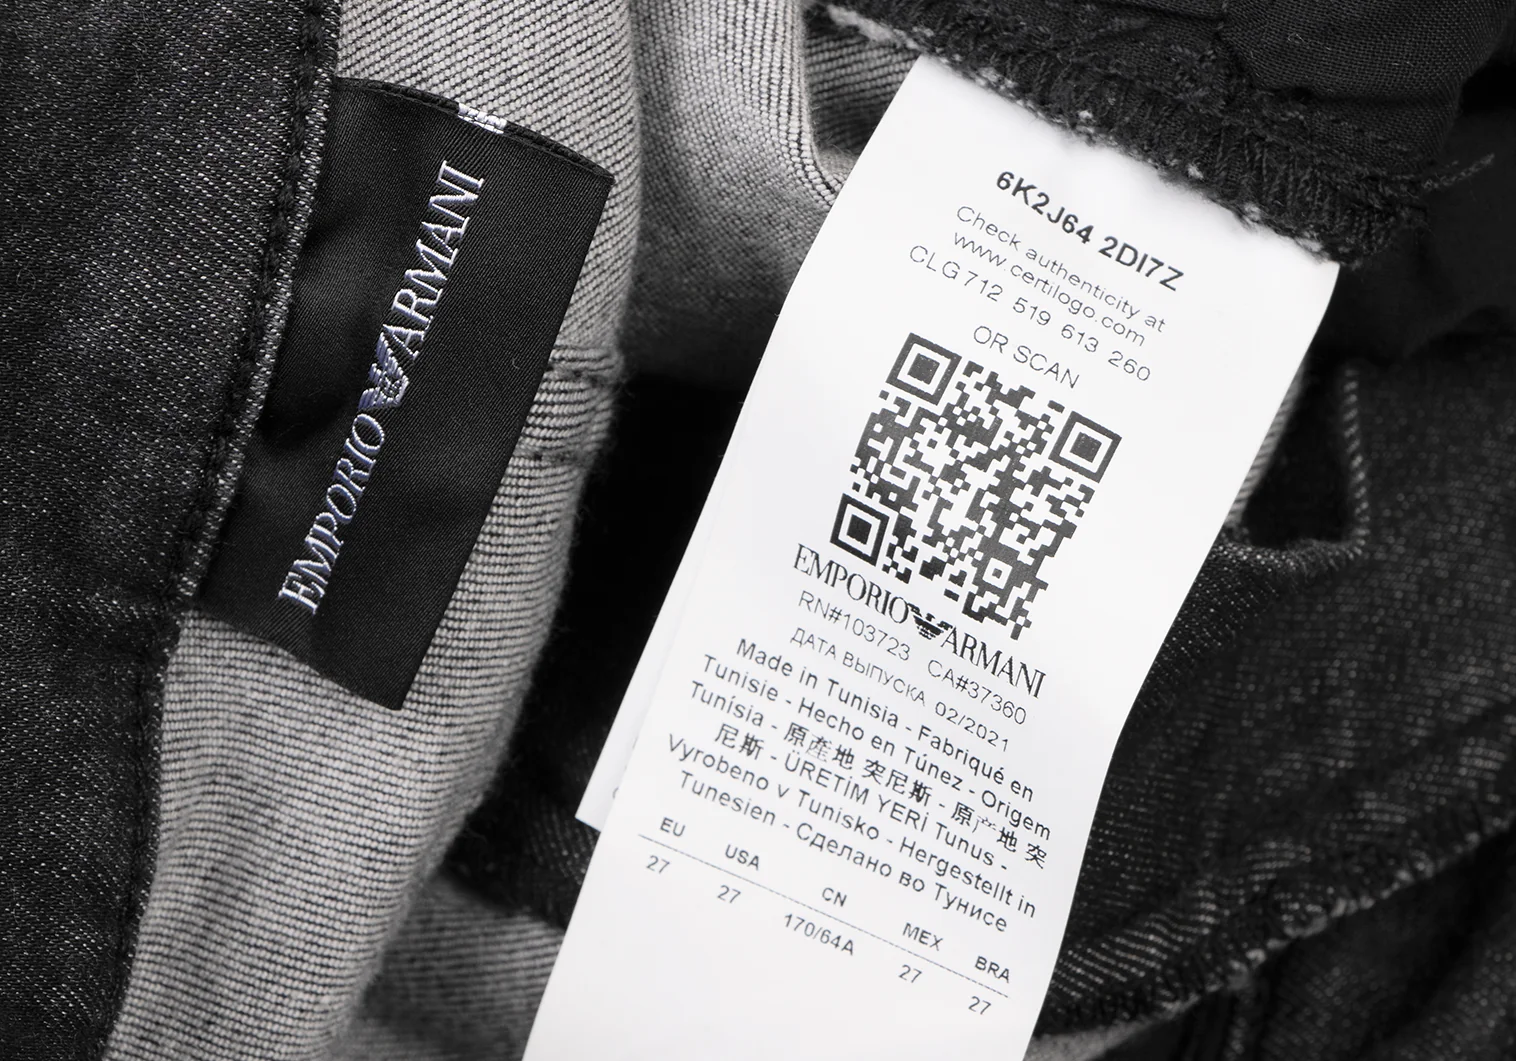 EMPORIO ARMANI
6K2J64 2DI7Z
Check authenticity at
www.certilogo.com
CLG 712 519 613 260
OR SCAN
EMPORIO ARMANI
RN#103723 CA#37360
ДАТА ВЫПУСКА 02/2021
Made in Tunisia - Fabriqué en
Tunisie - Hecho en Túnez - Origem
Tunísia - 原產地 突尼斯 - 原产地 突
尼斯 - ÜRETİM YERİ Tunus -
Vyrobeno v Tunisko - Hergestellt in
Tunesien - Сделано во Тунисе
EU USA CN MEX BRA
27 27 170/64A 27 27